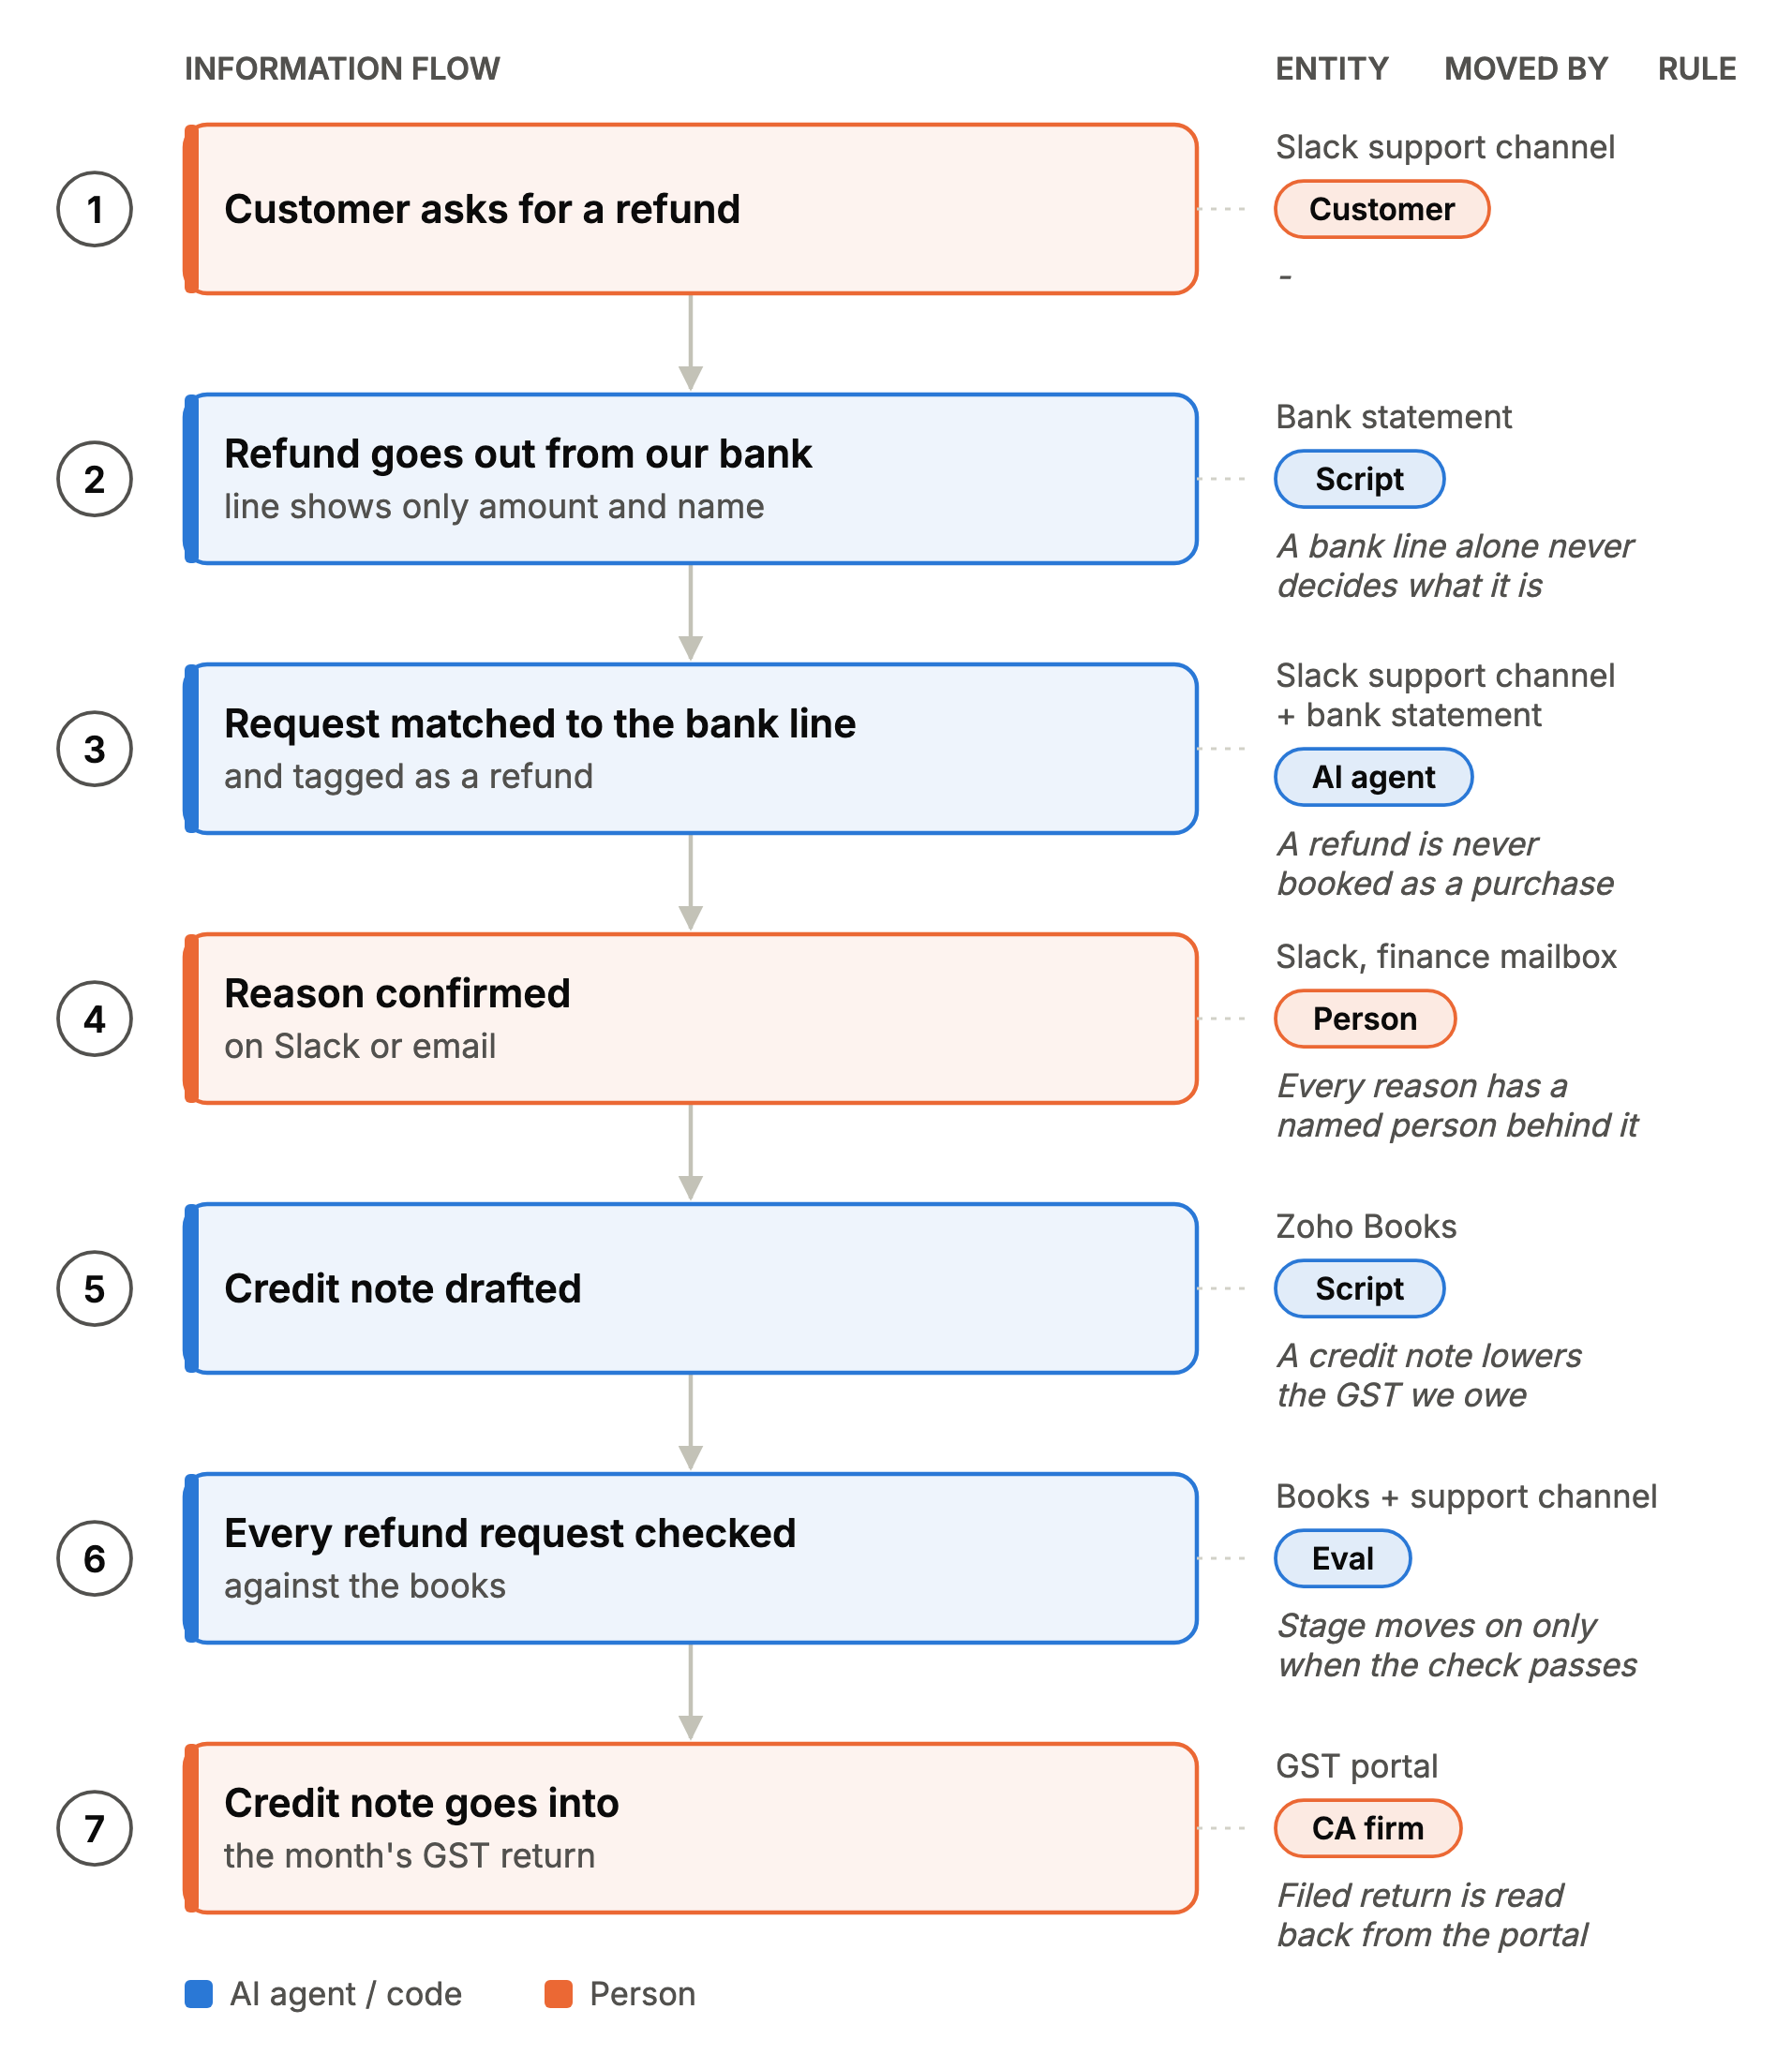 INFORMATION FLOW
ENTITY MOVED BY RULE
1
Customer asks for a refund
Slack support channel
Customer
-
2
Refund goes out from our bank
line shows only amount and name
Bank statement
Script
A bank line alone never
decides what it is
3
Request matched to the bank line
and tagged as a refund
Slack support channel
+ bank statement
AI agent
A refund is never
booked as a purchase
4
Reason confirmed
on Slack or email
Slack, finance mailbox
Person
Every reason has a
named person behind it
5
Credit note drafted
Zoho Books
Script
A credit note lowers
the GST we owe
6
Every refund request checked
against the books
Books + support channel
Eval
Stage moves on only
when the check passes
7
Credit note goes into
the month's GST return
GST portal
CA firm
Filed return is read
back from the portal
AI agent / code
Person